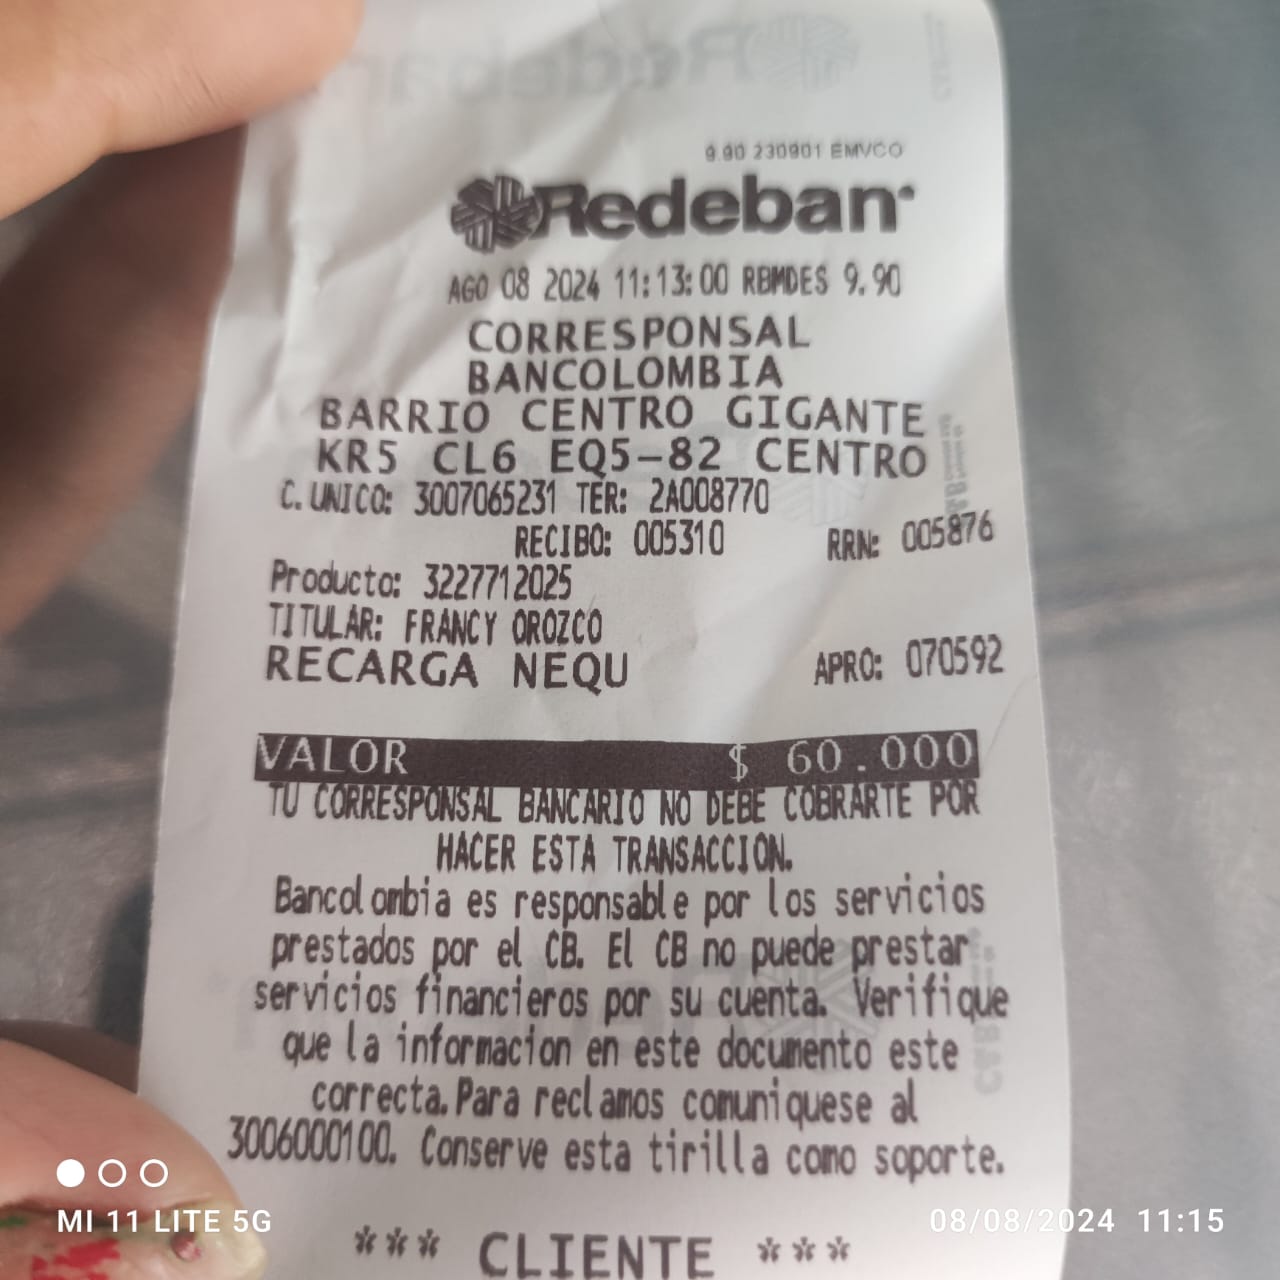 9.90 230901 EMVCO
Redeban
AGO 08 2024 11:13:00 RBMDES 9.90
CORRESPONSAL
BANCOLOMBIA
BARRIO CENTRO GIGANTE
KR5 CL6 EQ5-82 CENTRO
C. UNICO: 3007065231 TER: 2A008770
RECIBO: 005310 RRN: 005876
Producto: 3227712025
TITULAR: FRANCY OROZCO
RECARGA NEQU APRO: 070592
VALOR $ 60.000
TU CORRESPONSAL BANCARIO NO DEBE COBRARTE POR
HACER ESTA TRANSACCION.
Bancolombia es responsable por los servicios
prestados por el CB. El CB no puede prestar
servicios financieros por su cuenta. Verifique
que la informacion en este documento este
correcta.Para reclamos comuniquese al
3006000100. Conserve esta tirilla como soporte.
*** CLIENTE ***
MI 11 LITE 5G
08/08/2024 11:15